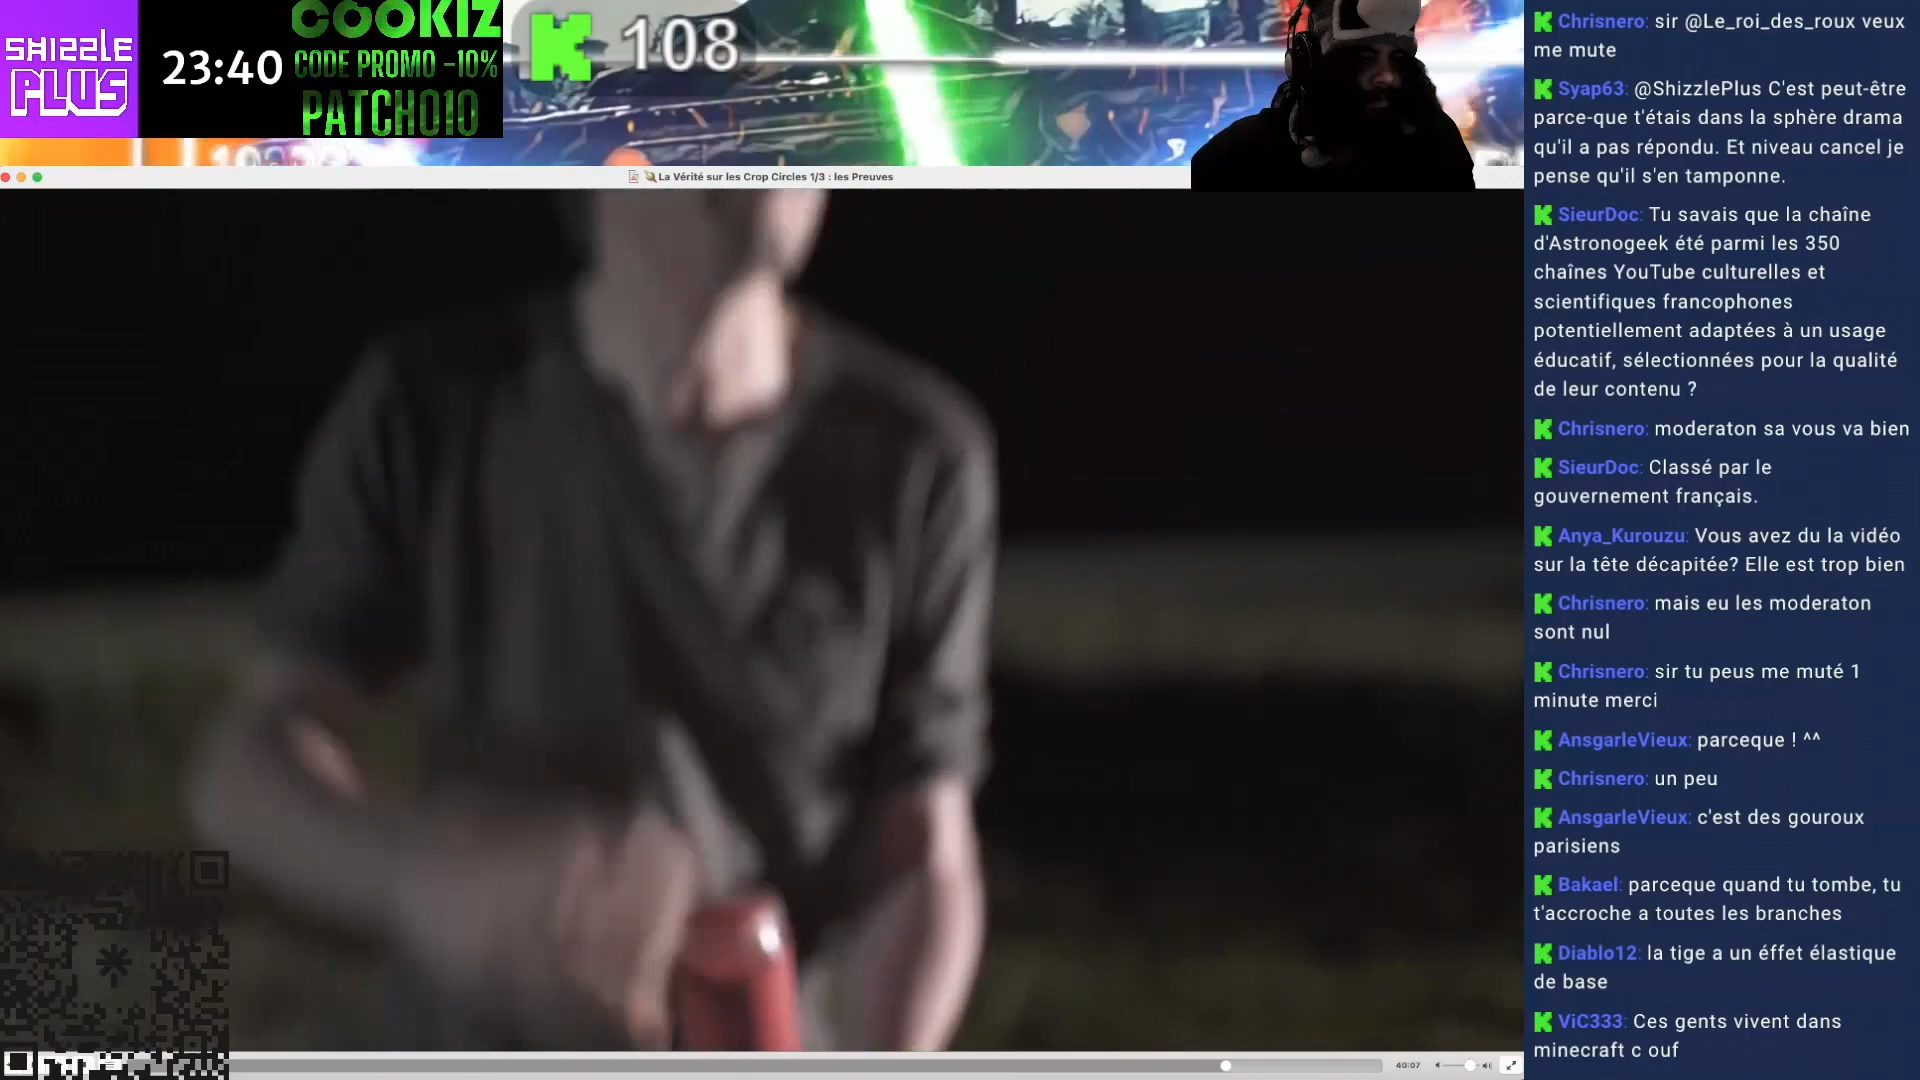 SHIZZLE
PLUS
23:40
COOKIZ
CODE PROMO -10%
PATCHO10
108
La Vérité sur les Crop Circles 1/3 : les Preuves
Chrisnero: sir @Le_roi_des_roux veux
me mute
Syap63: @ShizzlePlus C'est peut-être
parce-que t'étais dans la sphère drama
qu'il a pas répondu. Et niveau cancel je
pense qu'il s'en tamponne.
SieurDoc: Tu savais que la chaîne
d'Astronogeek été parmi les 350
chaînes YouTube culturelles et
scientifiques francophones
potentiellement adaptées à un usage
éducatif, sélectionnées pour la qualité
de leur contenu ?
Chrisnero: moderaton sa vous va bien
SieurDoc: Classé par le
gouvernement français.
Anya_Kurouzu: Vous avez du la vidéo
sur la tête décapitée? Elle est trop bien
Chrisnero: mais eu les moderaton
sont nul
Chrisnero: sir tu peus me muté 1
minute merci
AnsgarleVieux: parceque ! ^^
Chrisnero: un peu
AnsgarleVieux: c'est des gouroux
parisiens
Bakael: parceque quand tu tombe, tu
t'accroche a toutes les branches
Diablo12: la tige a un éffet élastique
de base
ViC333: Ces gents vivent dans
minecraft c ouf
40:07